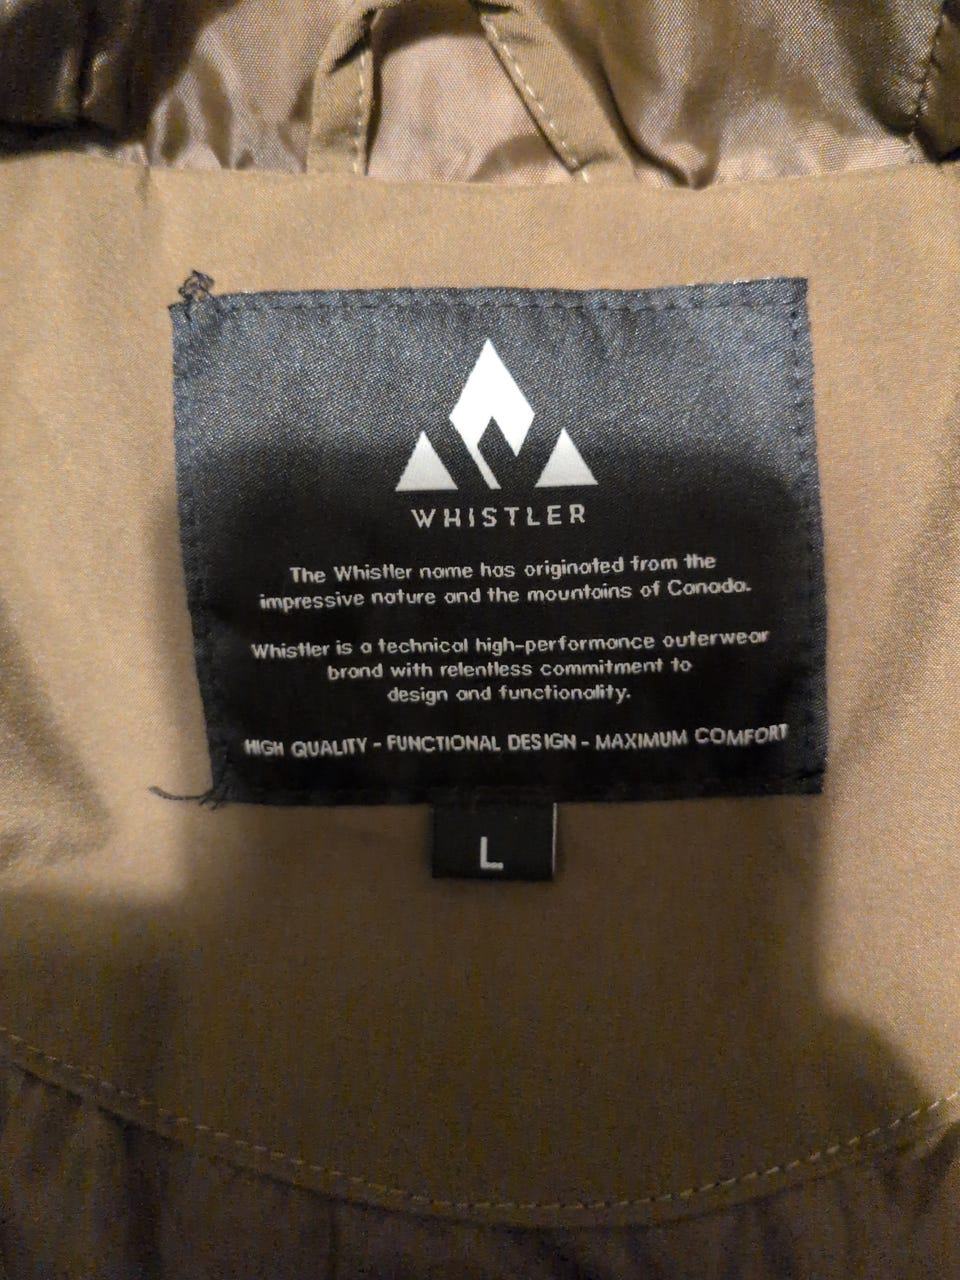 WHISTLER
The Whistler name has originated from the
impressive nature and the mountains of Canada.
Whistler is a technical high-performance outerwear
brand with relentless commitment to
design and functionality.
HIGH QUALITY - FUNCTIONAL DESIGN - MAXIMUM COMFORT
L